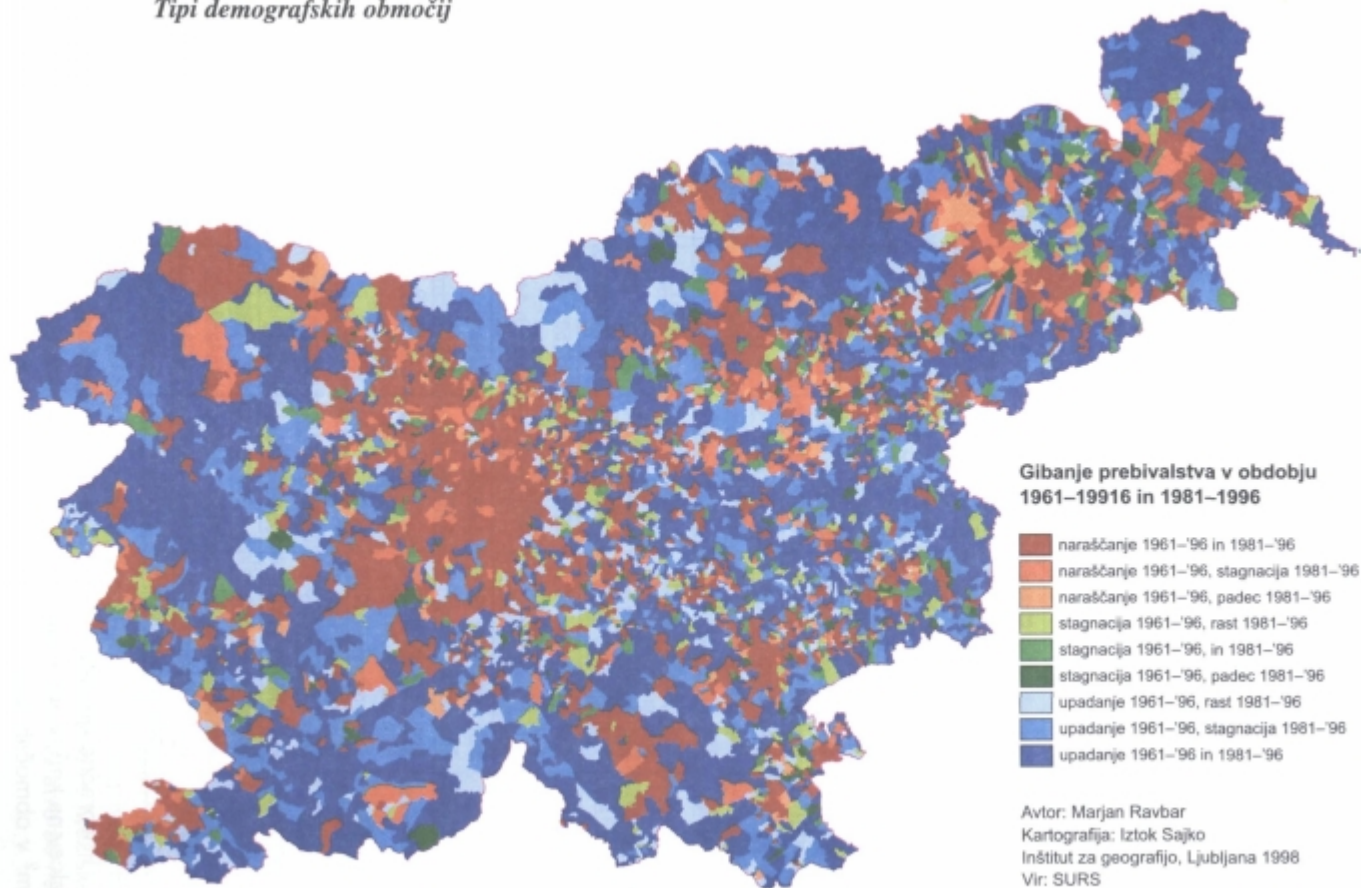 Tipi demografskih območij
Gibanje prebivalstva v obdobju
1961–19916 in 1981–1996
naraščanje 1961–'96 in 1981–'96
naraščanje 1961–'96, stagnacija 1981–'96
naraščanje 1961–'96, padec 1981–'96
stagnacija 1961–'96, rast 1981–'96
stagnacija 1961–'96, in 1981–'96
stagnacija 1961–'96, padec 1981–'96
upadanje 1961–'96, rast 1981–'96
upadanje 1961–'96, stagnacija 1981–'96
upadanje 1961–'96 in 1981–'96
Avtor: Marjan Ravbar
Kartografija: Iztok Sajko
Inštitut za geografijo, Ljubljana 1998
Vir: SURS